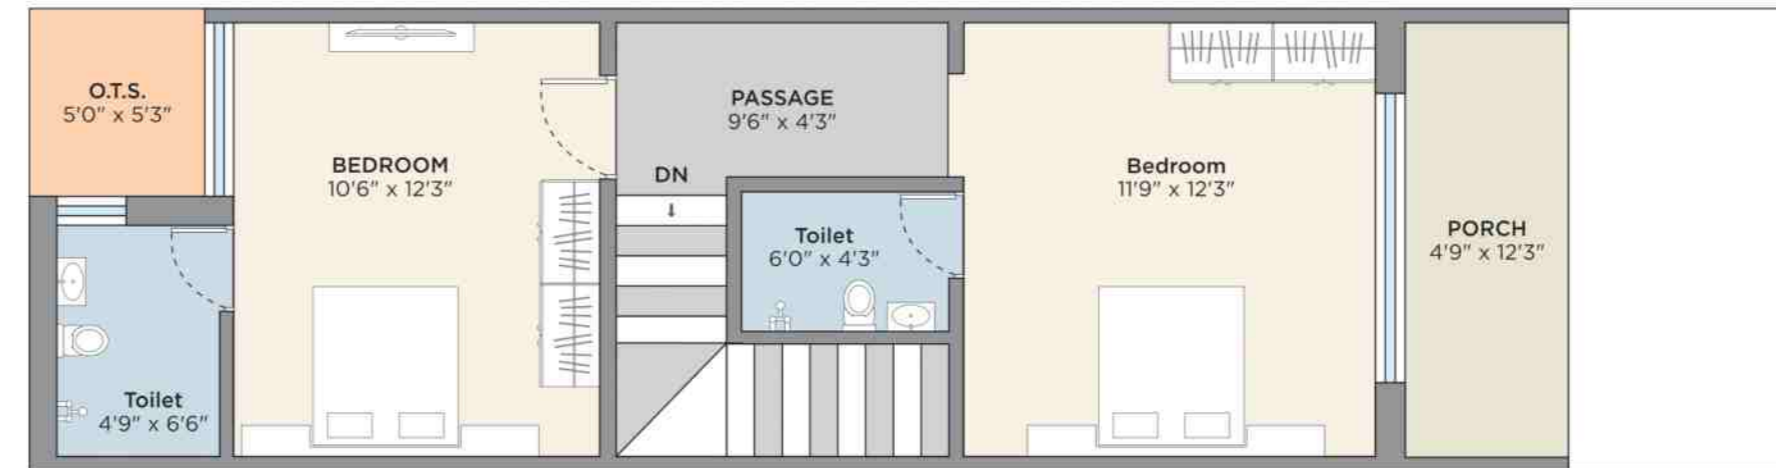 O.T.S.
5'0" x 5'3"
BEDROOM
10'6" x 12'3"
PASSAGE
9'6" x 4'3"
DN
Bedroom
11'9" x 12'3"
PORCH
4'9" x 12'3"
Toilet
6'0" x 4'3"
Toilet
4'9" x 6'6"